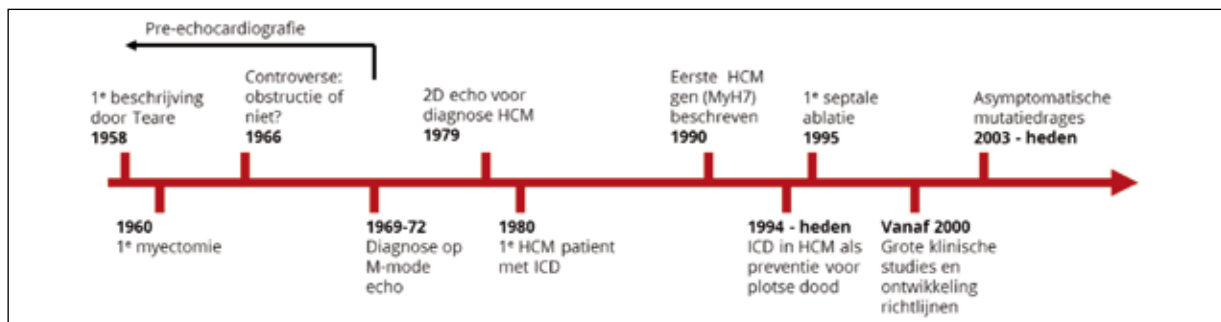 Pre-echocardiografie
1e beschrijving
door Teare
1958
Controverse:
obstructie of
niet?
1966
2D echo voor
diagnose HCM
1979
Eerste HCM
gen (MyH7)
beschreven
1990
1e septale
ablatie
1995
Asymptomatische
mutatiedrages
2003 - heden
1960
1e myectomie
1969-72
Diagnose op
M-mode
echo
1980
1e HCM patient
met ICD
1994 - heden
ICD in HCM als
preventie voor
plotse dood
Vanaf 2000
Grote klinische
studies en
ontwikkeling
richtlijnen